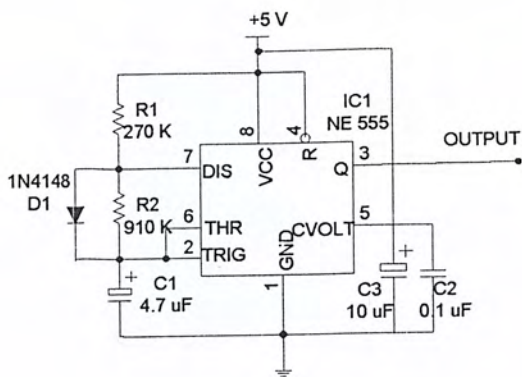 +5 V
R1
270 K
IC1
NE 555
8
4
VCC
R
OUTPUT
7
DIS
Q
3
1N4148
D1
R2
910 K
6
THR
CVOLT
5
2
TRIG
GND
+
C1
4.7 uF
1
+
C3
10 uF
C2
0.1 uF